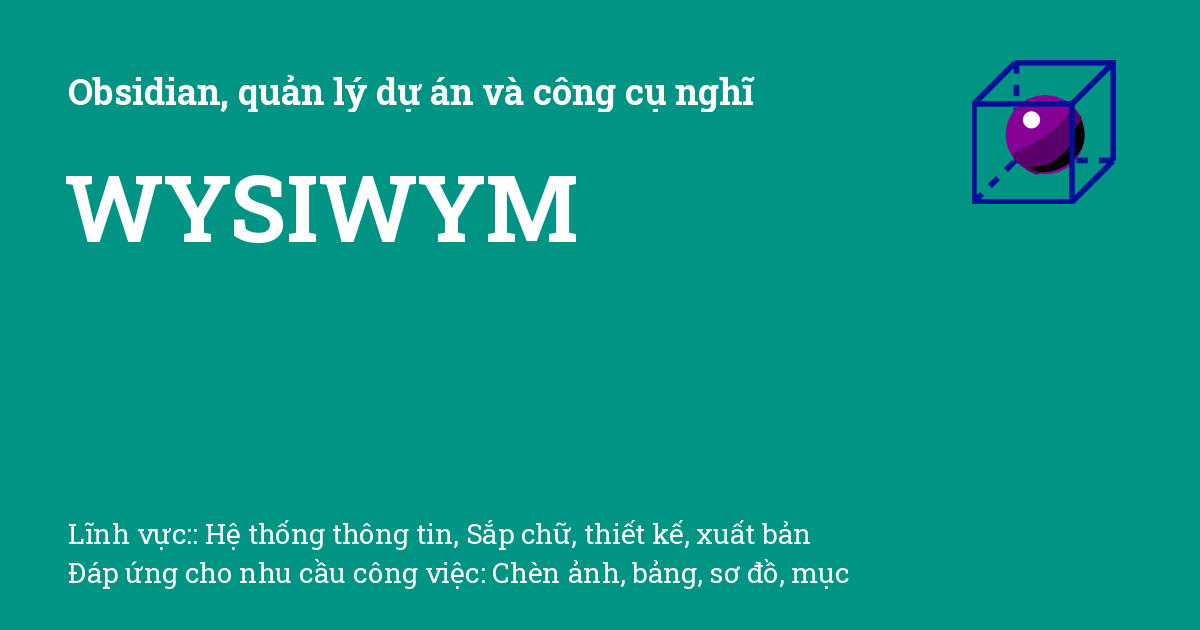 Obsidian, quản lý dự án và công cụ nghĩ
WYSIWYM
Lĩnh vực:: Hệ thống thông tin, Sắp chữ, thiết kế, xuất bản
Đáp ứng cho nhu cầu công việc: Chèn ảnh, bảng, sơ đồ, mục